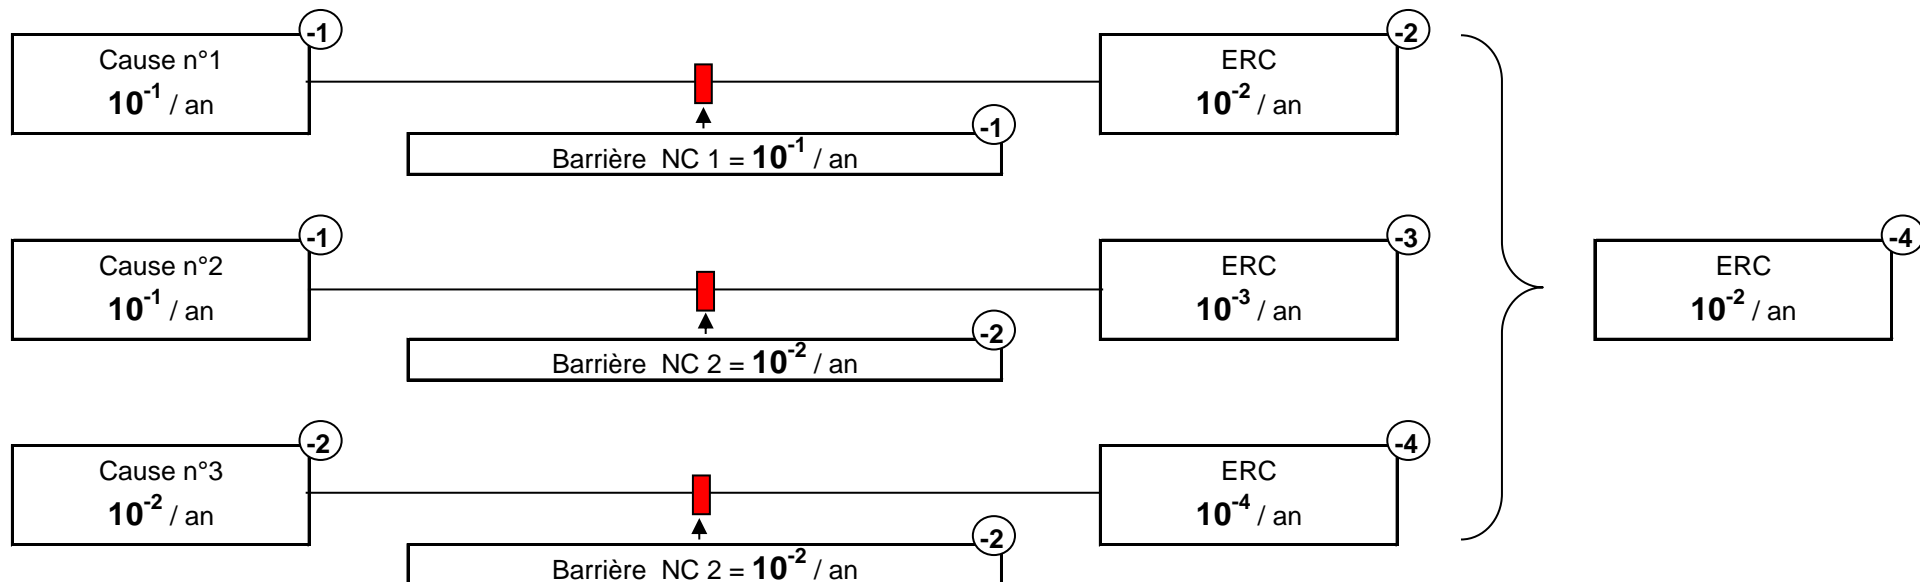 -1
Cause n°1
10⁻¹ / an
-1
Barrière NC 1 = 10⁻¹ / an
-2
ERC
10⁻² / an
-1
Cause n°2
10⁻¹ / an
-2
Barrière NC 2 = 10⁻² / an
-3
ERC
10⁻³ / an
-2
Cause n°3
10⁻² / an
-2
Barrière NC 2 = 10⁻² / an
-4
ERC
10⁻⁴ / an
-4
ERC
10⁻² / an